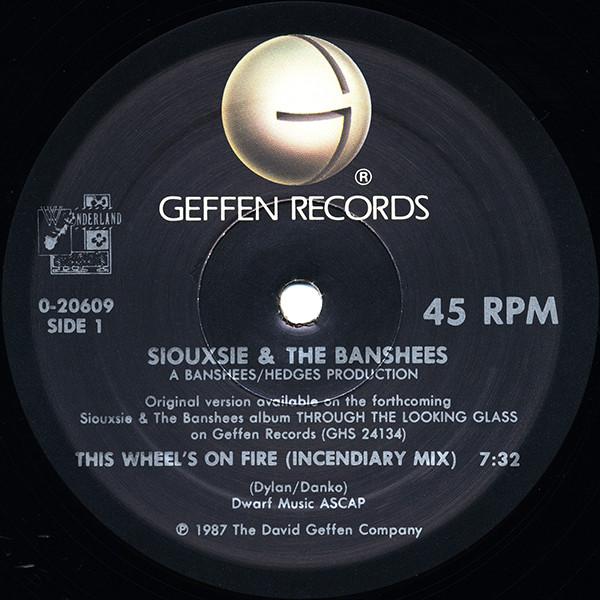 G
®
GEFFEN RECORDS
WONDERLAND
0-20609
SIDE 1
45 RPM
SIOUXSIE & THE BANSHEES
A BANSHEES/HEDGES PRODUCTION
Original version available on the forthcoming
Siouxsie & The Banshees album THROUGH THE LOOKING GLASS
on Geffen Records (GHS 24134)
THIS WHEEL'S ON FIRE (INCENDIARY MIX) 7:32
(Dylan/Danko)
Dwarf Music ASCAP
℗ 1987 The David Geffen Company